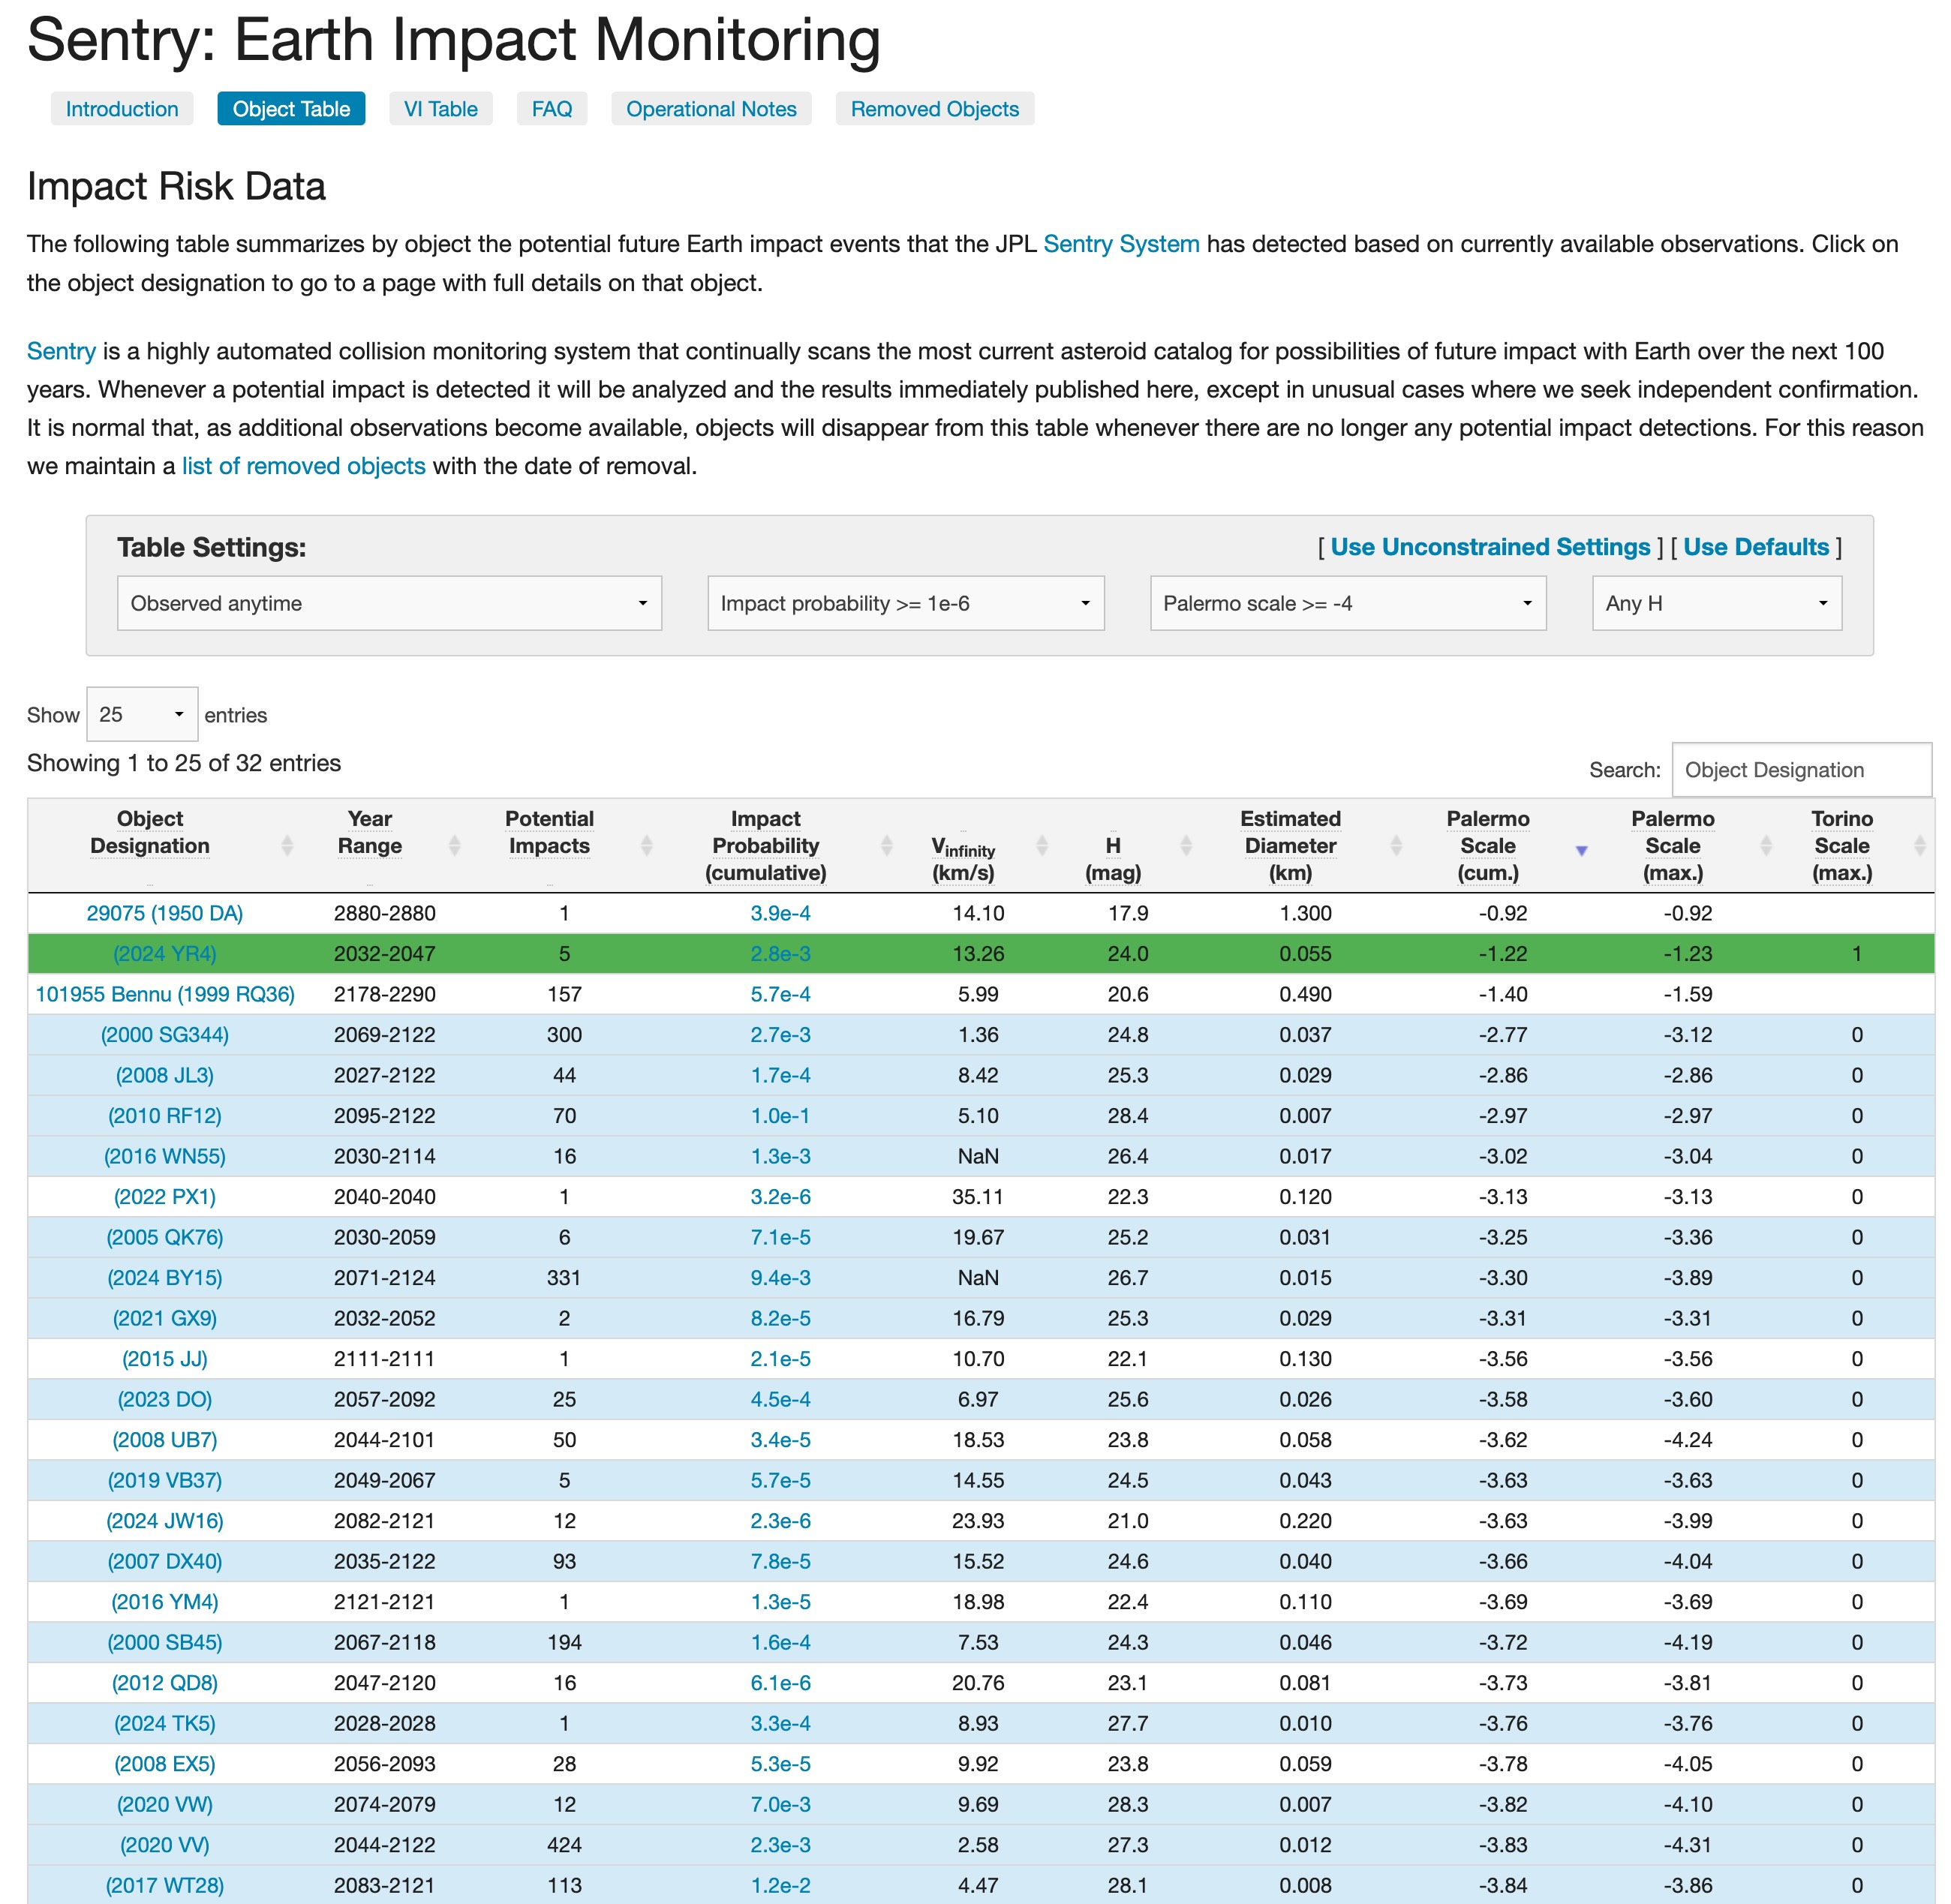 Sentry: Earth Impact Monitoring
Introduction Object Table VI Table FAQ Operational Notes Removed Objects
Impact Risk Data
The following table summarizes by object the potential future Earth impact events that the JPL Sentry System has detected based on currently available observations. Click on
the object designation to go to a page with full details on that object.
Sentry is a highly automated collision monitoring system that continually scans the most current asteroid catalog for possibilities of future impact with Earth over the next 100
years. Whenever a potential impact is detected it will be analyzed and the results immediately published here, except in unusual cases where we seek independent confirmation.
It is normal that, as additional observations become available, objects will disappear from this table whenever there are no longer any potential impact detections. For this reason
we maintain a list of removed objects with the date of removal.
Table Settings: [ Use Unconstrained Settings ] [ Use Defaults ]
Observed anytime Impact probability >= 1e-6 Palermo scale >= -4 Any H
Show 25 entries
Showing 1 to 25 of 32 entries
Search: Object Designation
Object Year Potential Impact Estimated Palermo Palermo Torino
Designation Range Impacts Probability Vinfinity H Diameter Scale Scale Scale
(cumulative) (km/s) (mag) (km) (cum.) (max.) (max.)
29075 (1950 DA) 2880-2880 1 3.9e-4 14.10 17.9 1.300 -0.92 -0.92
(2024 YR4) 2032-2047 5 2.8e-3 13.26 24.0 0.055 -1.22 -1.23 1
101955 Bennu (1999 RQ36) 2178-2290 157 5.7e-4 5.99 20.6 0.490 -1.40 -1.59
(2000 SG344) 2069-2122 300 2.7e-3 1.36 24.8 0.037 -2.77 -3.12 0
(2008 JL3) 2027-2122 44 1.7e-4 8.42 25.3 0.029 -2.86 -2.86 0
(2010 RF12) 2095-2122 70 1.0e-1 5.10 28.4 0.007 -2.97 -2.97 0
(2016 WN55) 2030-2114 16 1.3e-3 NaN 26.4 0.017 -3.02 -3.04 0
(2022 PX1) 2040-2040 1 3.2e-6 35.11 22.3 0.120 -3.13 -3.13 0
(2005 QK76) 2030-2059 6 7.1e-5 19.67 25.2 0.031 -3.25 -3.36 0
(2024 BY15) 2071-2124 331 9.4e-3 NaN 26.7 0.015 -3.30 -3.89 0
(2021 GX9) 2032-2052 2 8.2e-5 16.79 25.3 0.029 -3.31 -3.31 0
(2015 JJ) 2111-2111 1 2.1e-5 10.70 22.1 0.130 -3.56 -3.56 0
(2023 DO) 2057-2092 25 4.5e-4 6.97 25.6 0.026 -3.58 -3.60 0
(2008 UB7) 2044-2101 50 3.4e-5 18.53 23.8 0.058 -3.62 -4.24 0
(2019 VB37) 2049-2067 5 5.7e-5 14.55 24.5 0.043 -3.63 -3.63 0
(2024 JW16) 2082-2121 12 2.3e-6 23.93 21.0 0.220 -3.63 -3.99 0
(2007 DX40) 2035-2122 93 7.8e-5 15.52 24.6 0.040 -3.66 -4.04 0
(2016 YM4) 2121-2121 1 1.3e-5 18.98 22.4 0.110 -3.69 -3.69 0
(2000 SB45) 2067-2118 194 1.6e-4 7.53 24.3 0.046 -3.72 -4.19 0
(2012 QD8) 2047-2120 16 6.1e-6 20.76 23.1 0.081 -3.73 -3.81 0
(2024 TK5) 2028-2028 1 3.3e-4 8.93 27.7 0.010 -3.76 -3.76 0
(2008 EX5) 2056-2093 28 5.3e-5 9.92 23.8 0.059 -3.78 -4.05 0
(2020 VW) 2074-2079 12 7.0e-3 9.69 28.3 0.007 -3.82 -4.10 0
(2020 VV) 2044-2122 424 2.3e-3 2.58 27.3 0.012 -3.83 -4.31 0
(2017 WT28) 2083-2121 113 1.2e-2 4.47 28.1 0.008 -3.84 -3.86 0